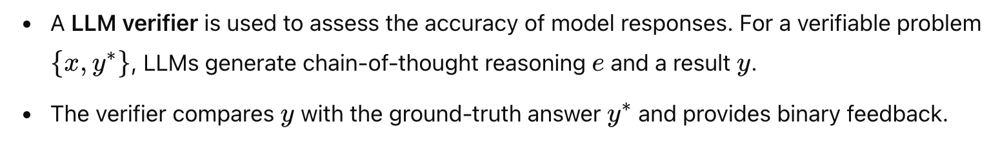 • A LLM verifier is used to assess the accuracy of model responses. For a verifiable problem
{x, y*}, LLMs generate chain-of-thought reasoning e and a result y.
• The verifier compares y with the ground-truth answer y* and provides binary feedback.